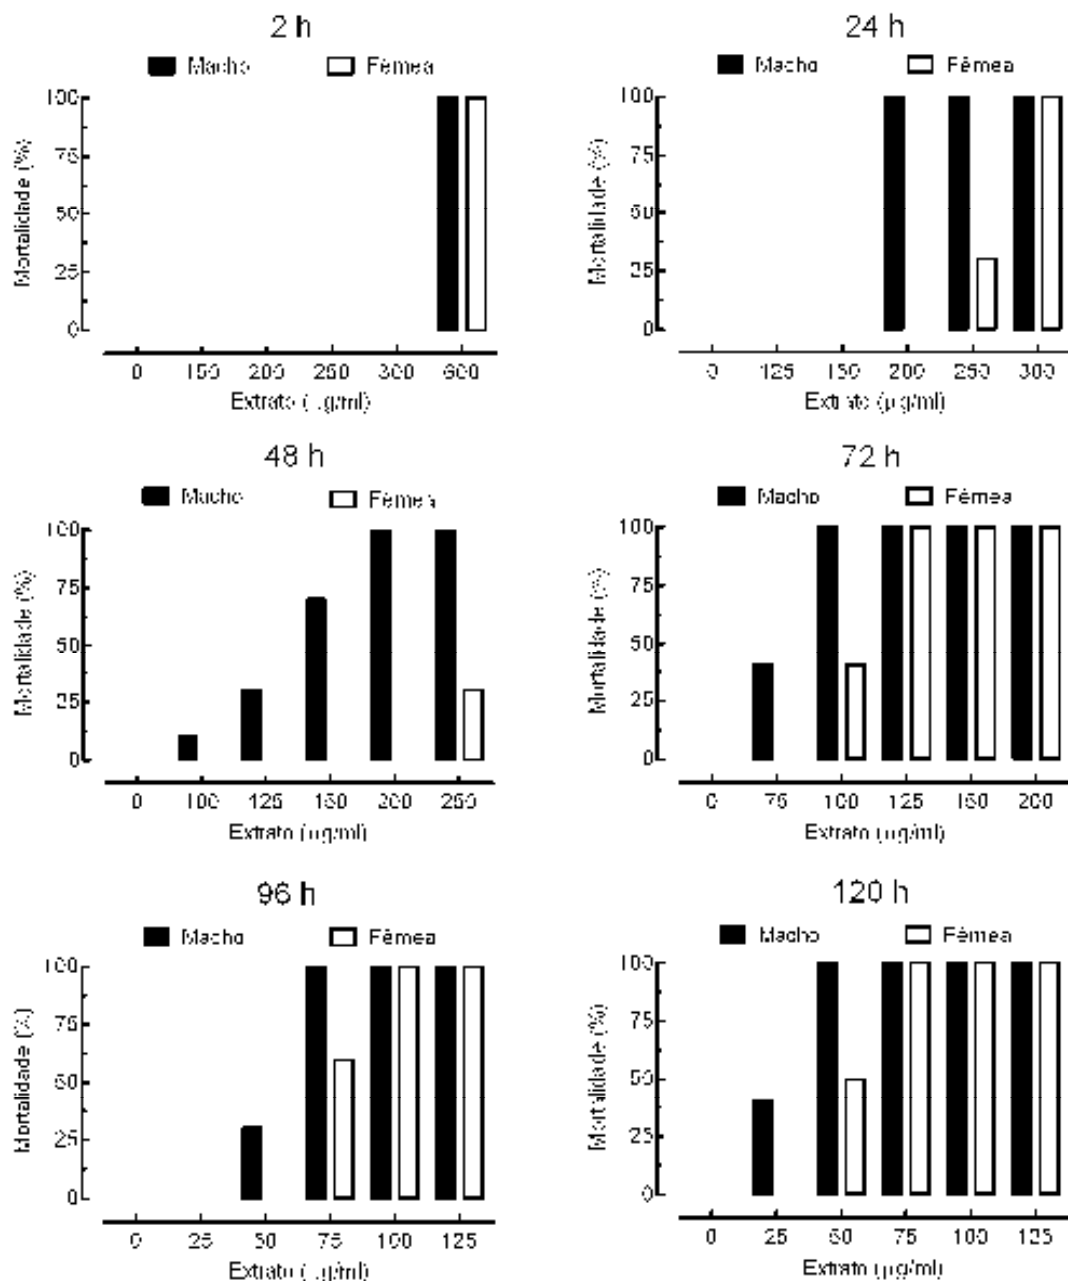 2 h
Macho Fêmea
Mortalidade (%)
100
75
50
25
0
0 150 200 250 300 600
Extrato (µg/ml)
24 h
Macho Fêmea
Mortalidade (%)
100
75
50
25
0
0 125 150 200 250 300
Extrato (µg/ml)
48 h
Macho Fêmea
Mortalidade (%)
100
75
50
25
0
0 100 125 150 200 250
Extrato (µg/ml)
72 h
Macho Fêmea
Mortalidade (%)
100
75
50
25
0
0 75 100 125 150 200
Extrato (µg/ml)
96 h
Macho Fêmea
Mortalidade (%)
100
75
50
25
0
0 25 50 75 100 125
Extrato (µg/ml)
120 h
Macho Fêmea
Mortalidade (%)
100
75
50
25
0
0 25 50 75 100 125
Extrato (µg/ml)